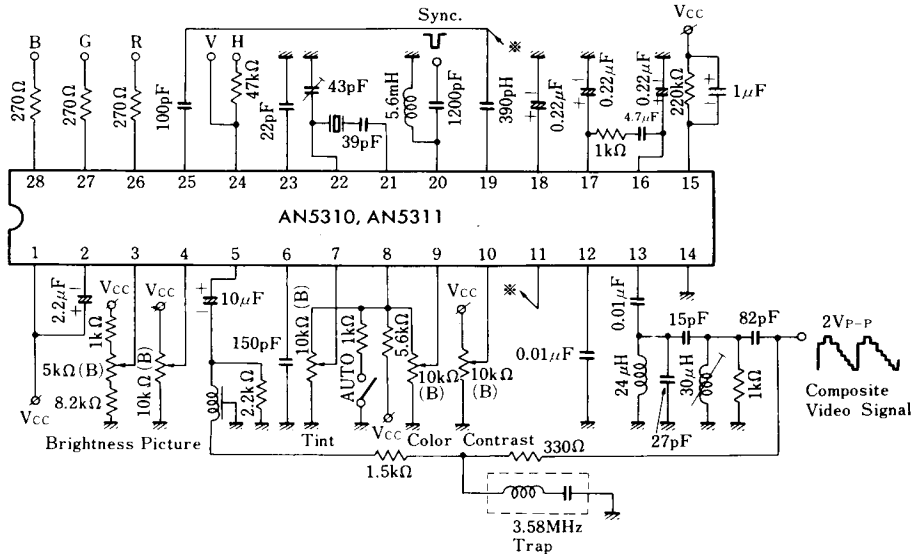 Sync.
VCC
B G R V H ※
270Ω 270Ω 270Ω 100pF 47kΩ 22pF 43pF 39pF 5.6mH 1200pF 390pH − + 0.22μF − + 0.22μF 1kΩ 4.7μF 0.22μF − + 220kΩ + − 1μF
28 27 26 25 24 23 22 21 20 19 18 17 16 15
AN5310, AN5311
1 2 3 4 5 6 7 8 9 10 11 12 13 14
2.2μF − + VCC VCC + − 10μF 150pF 10kΩ (B) 1kΩ AUTO 5.6kΩ VCC ※ 0.01μF 0.01μF 15pF 82pF 2VP-P
1kΩ
5kΩ(B)
8.2kΩ
10kΩ (B)
2.2kΩ
10kΩ
(B)
10kΩ
(B)
24μH 30μH 1kΩ
27pF
Composite
Video Signal
VCC
VCC
Brightness Picture Tint Color Contrast
1.5kΩ 330Ω
3.58MHz
Trap